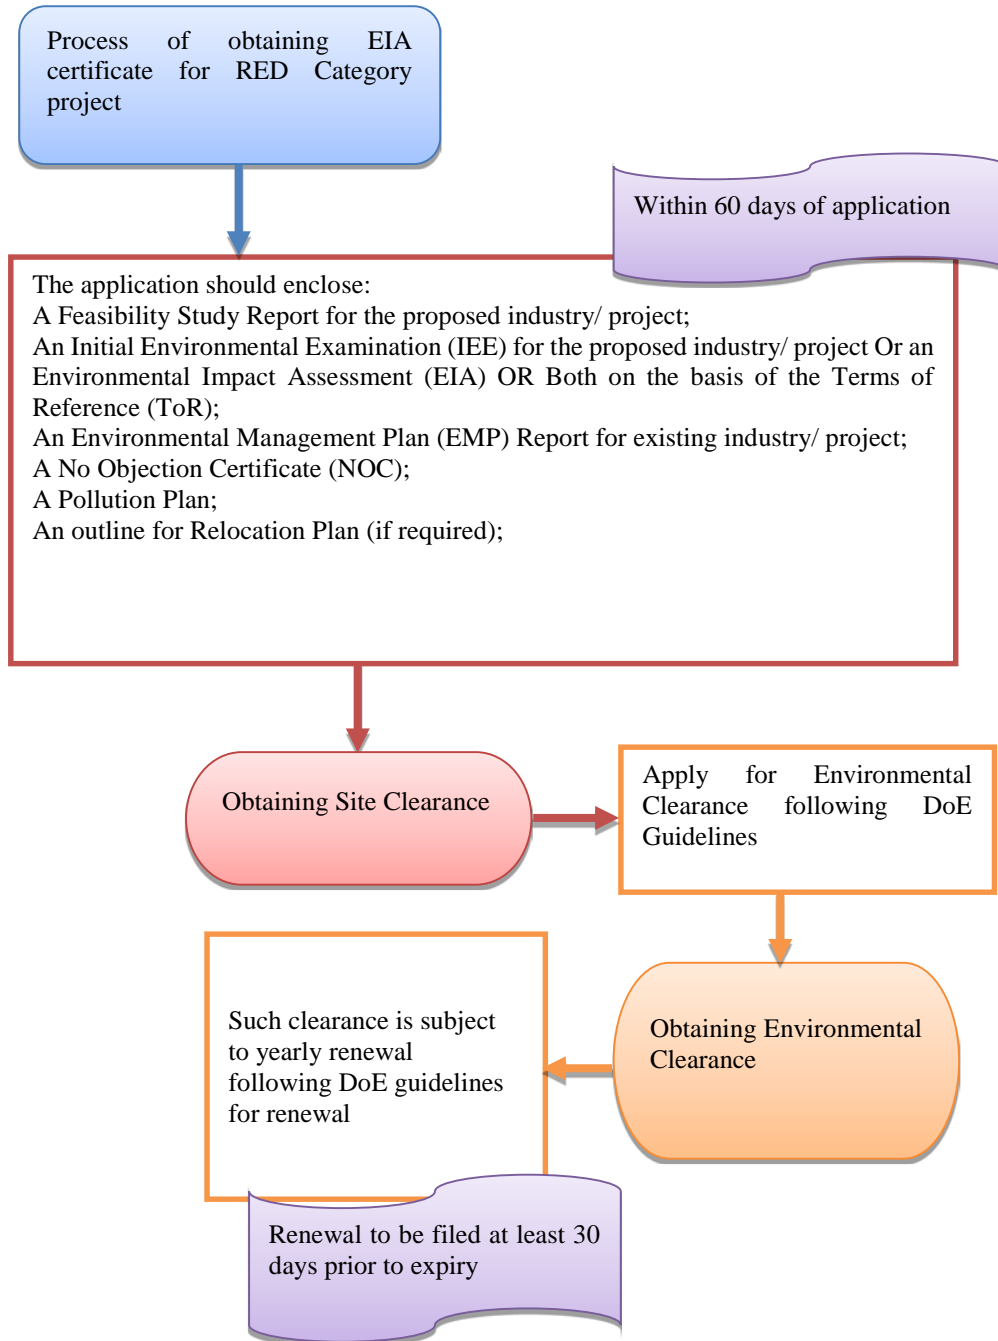 Process of obtaining EIA
certificate for RED Category
project
Within 60 days of application
The application should enclose:
A Feasibility Study Report for the proposed industry/ project;
An Initial Environmental Examination (IEE) for the proposed industry/ project Or an
Environmental Impact Assessment (EIA) OR Both on the basis of the Terms of
Reference (ToR);
An Environmental Management Plan (EMP) Report for existing industry/ project;
A No Objection Certificate (NOC);
A Pollution Plan;
An outline for Relocation Plan (if required);
Obtaining Site Clearance
Apply for Environmental
Clearance following DoE
Guidelines
Obtaining Environmental
Clearance
Such clearance is subject
to yearly renewal
following DoE guidelines
for renewal
Renewal to be filed at least 30
days prior to expiry